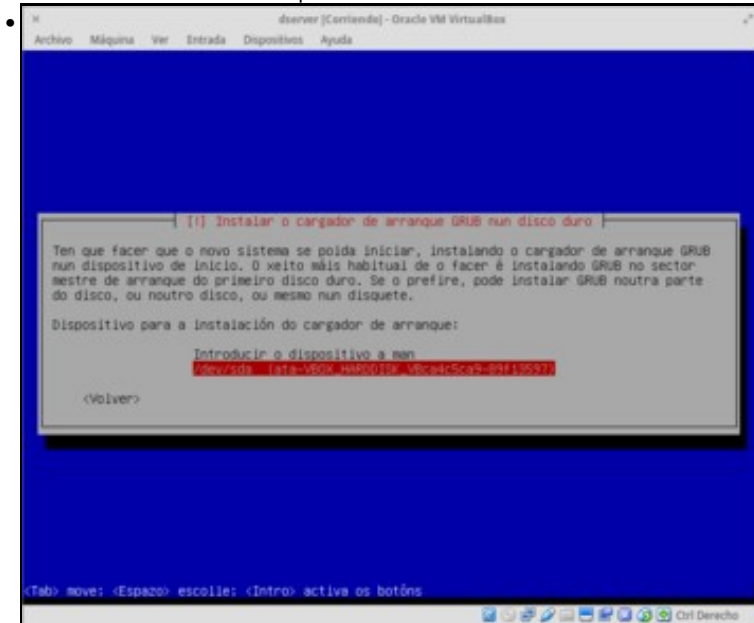 dserver [Corriendo] - Oracle VM VirtualBox
Archivo Máquina Ver Entrada Dispositivos Ayuda
[!] Instalar o cargador de arranque GRUB nun disco duro
Ten que facer que o novo sistema se poida iniciar, instalando o cargador de arranque GRUB
nun dispositivo de inicio. O xeito máis habitual de o facer é instalando GRUB no sector
mestre de arranque do primeiro disco duro. Se o prefire, pode instalar GRUB noutra parte
do disco, ou noutro disco, ou mesmo nun disquete.
Dispositivo para a instalación do cargador de arranque:
Introducir o dispositivo a man
/dev/sda (ata-VBOX_HARDDISK_VBca4c5ca9-89f13597)
<Volver>
<Tab> move; <Espazo> escolle; <Intro> activa os botóns
Ctrl Derecho